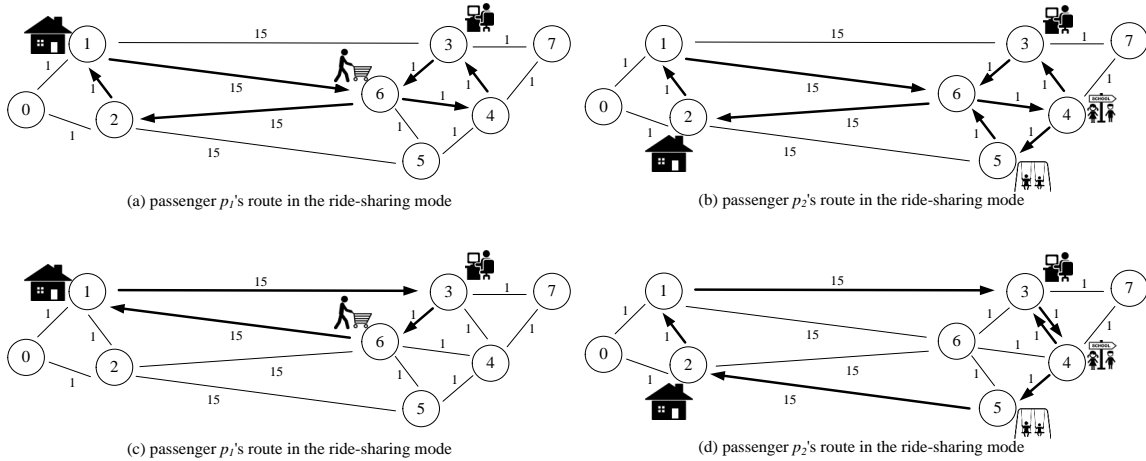 15
1 3 1 7
1 1 1 1
15 6
0 2 15 1 4
1 1
15 5
(a) passenger p1's route in the ride-sharing mode
15
1 3 1 7
1 1 1 1
15 6
0 2 15 1 4 SCHOOL
1 1 1
15 5
(b) passenger p2's route in the ride-sharing mode
15
1 3 1 7
1 1 1 1 1
15 6
0 2 15 1 4
1 1
15 5
(c) passenger p1's route in the ride-sharing mode
15
1 3 1 7
1 1 1 1 1
15 6
0 2 15 1 4 SCHOOL
1 1 1
15 5
(d) passenger p2's route in the ride-sharing mode